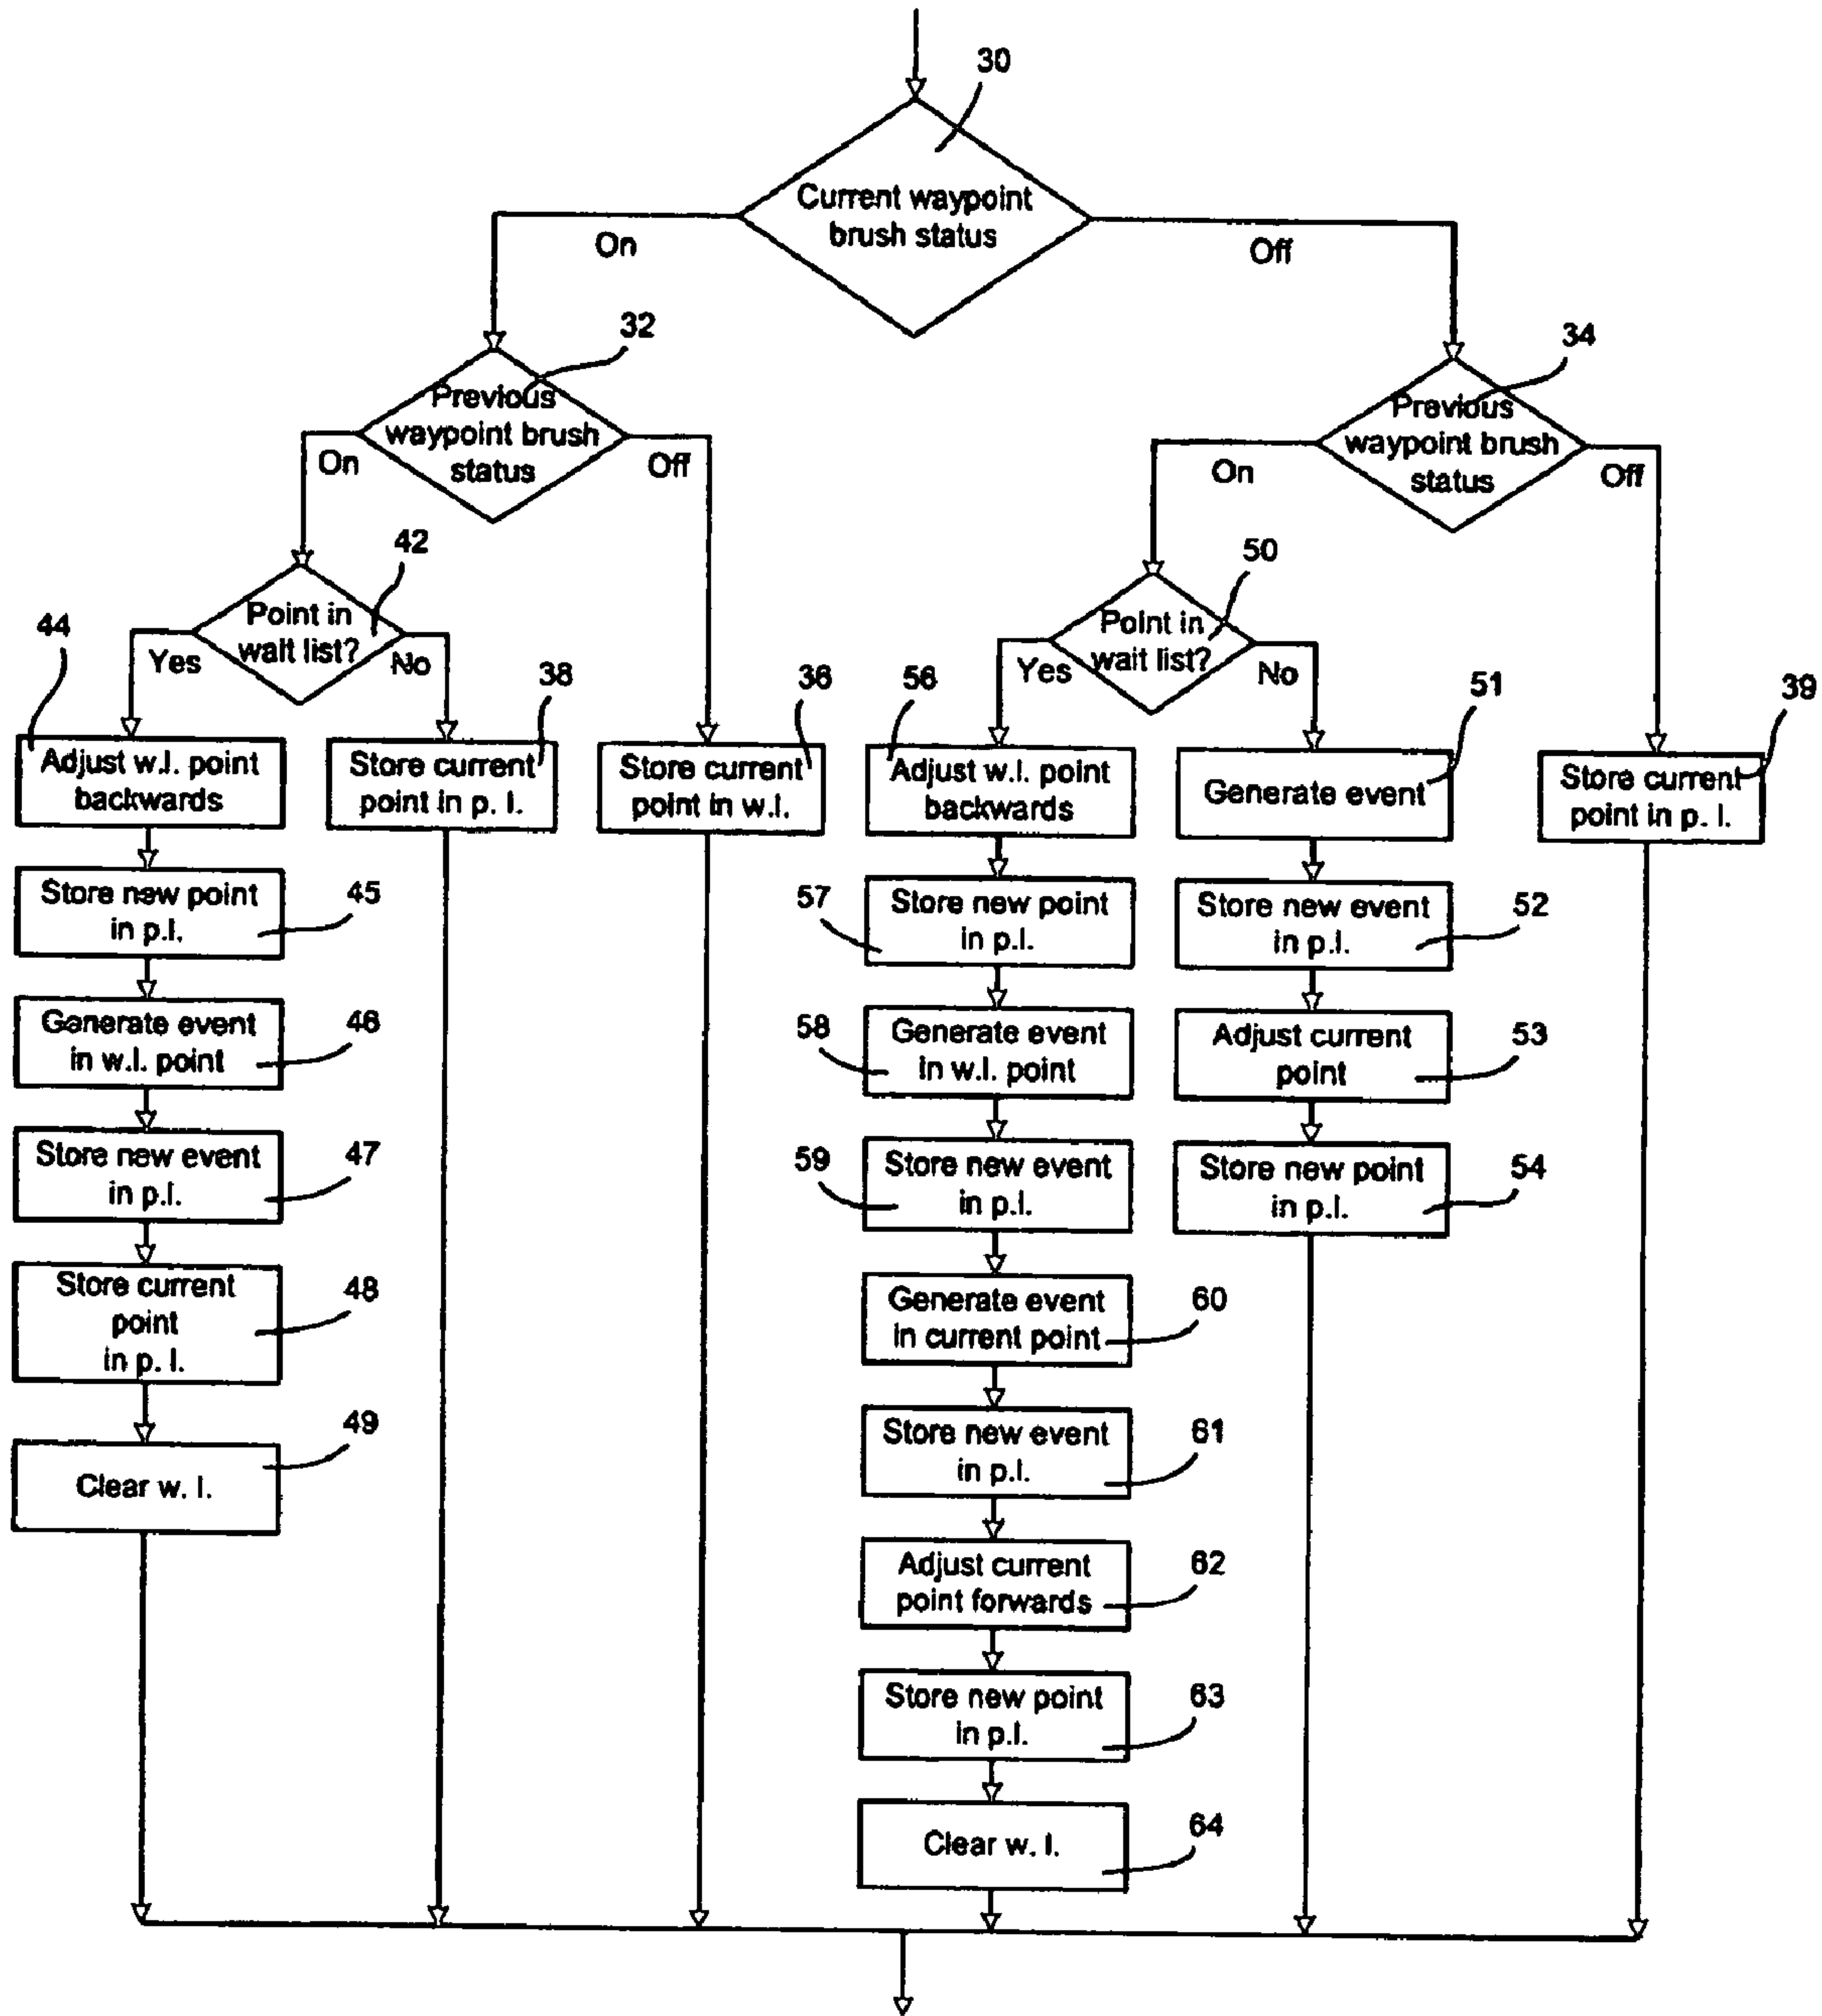 30
Current waypoint
brush status
On
Off
32
Previous
waypoint brush
status
On
Off
34
Previous
waypoint brush
status
On
Off
42
Point in
wait list?
Yes
No
50
Point in
wait list?
Yes
No
44
Adjust w.l. point
backwards
38
Store current
point in p. l.
36
Store current
point in w.l.
56
Adjust w.l. point
backwards
51
Generate event
39
Store current
point in p. l.
Store new point
in p.l.
45
57
Store new point
in p.l.
Store new event
in p.l.
52
Generate event
in w.l. point
46
58
Generate event
in w.l. point
Adjust current
point
53
Store new event
in p.l.
47
59
Store new event
in p.l.
Store new point
in p.l.
54
Store current
point
in p. l.
48
Generate event
in current point
60
Clear w. l.
49
Store new event
in p.l.
61
Adjust current
point forwards
62
Store new point
in p.l.
63
Clear w. l.
64